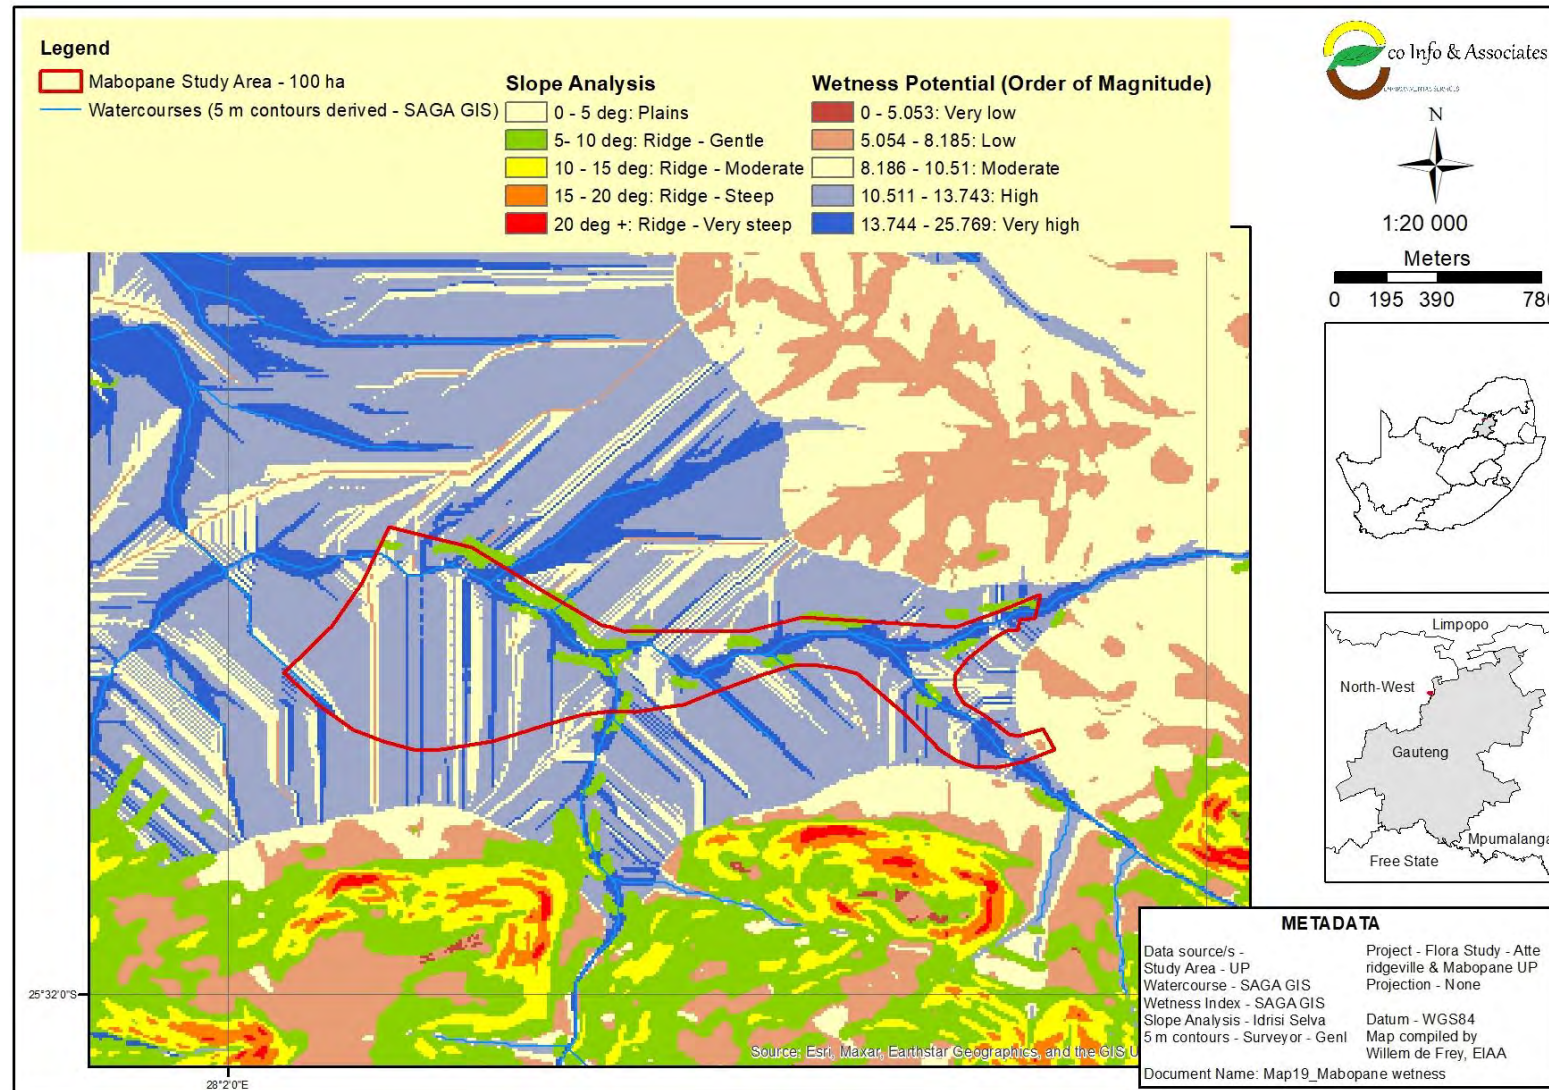 Legend
Mabopane Study Area - 100 ha
Watercourses (5 m contours derived - SAGA GIS)
Slope Analysis
0 - 5 deg: Plains
5- 10 deg: Ridge - Gentle
10 - 15 deg: Ridge - Moderate
15 - 20 deg: Ridge - Steep
20 deg +: Ridge - Very steep
Wetness Potential (Order of Magnitude)
0 - 5.053: Very low
5.054 - 8.185: Low
8.186 - 10.51: Moderate
10.511 - 13.743: High
13.744 - 25.769: Very high
co Info & Associates
N
1:20 000
Meters
0 195 390 780
Limpopo
North-West
Gauteng
Mpumalanga
Free State
25°32'0"S
28°2'0"E
Source: Esri, Maxar, Earthstar Geographics, and the GIS U
METADATA
Data source/s -
Study Area - UP
Watercourse - SAGA GIS
Wetness Index - SAGA GIS
Slope Analysis - Idrisi Selva
5 m contours - Surveyor - Genl
Project - Flora Study - Atte
ridgeville & Mabopane UP
Projection - None
Datum - WGS84
Map compiled by
Willem de Frey, EIAA
Document Name: Map19_Mabopane wetness